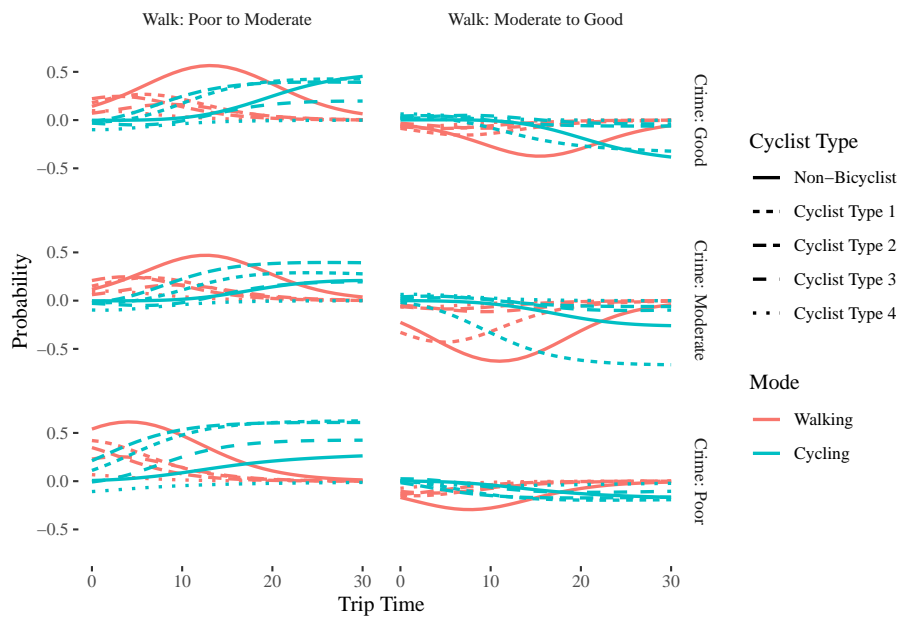 Walk: Poor to Moderate
Walk: Moderate to Good
0.5
0.0
−0.5
Crime: Good
0.5
0.0
−0.5
Crime: Moderate
0.5
0.0
−0.5
Crime: Poor
Probability
0
10
20
30
0
10
20
30
Trip Time
Cyclist Type
Non−Bicyclist
Cyclist Type 1
Cyclist Type 2
Cyclist Type 3
Cyclist Type 4
Mode
Walking
Cycling